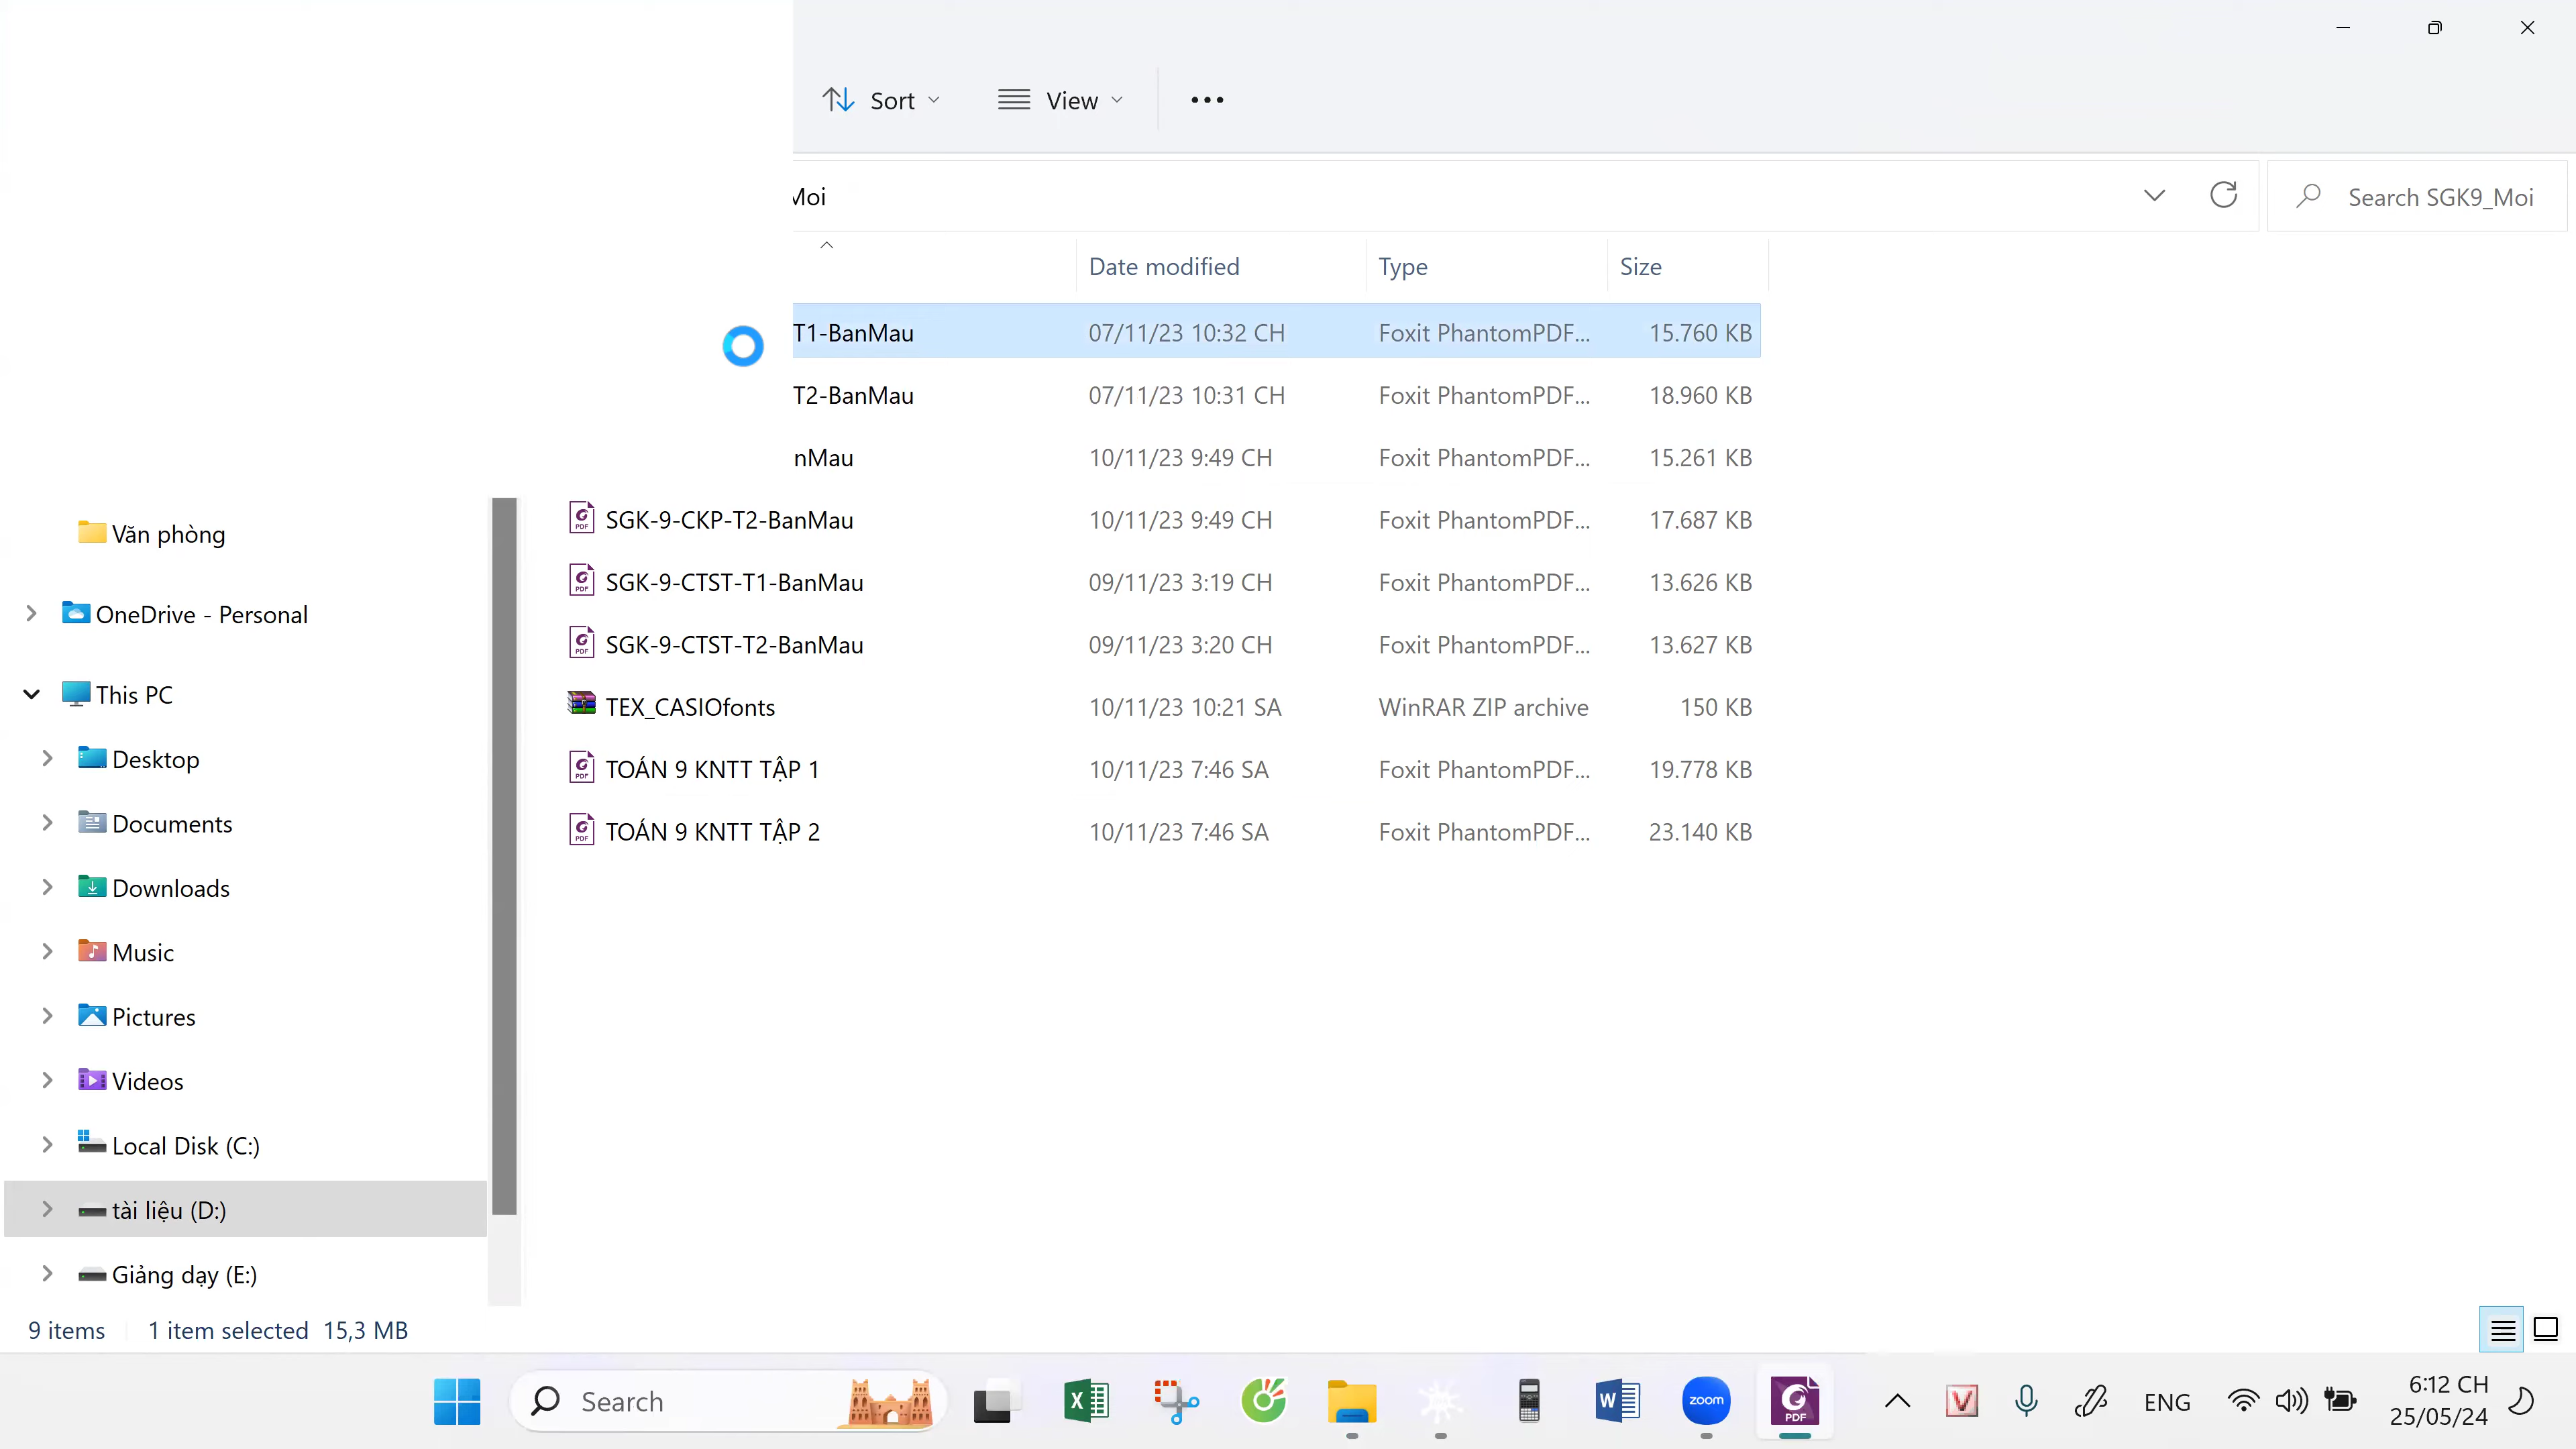 Sort
View
Moi
Search SGK9_Moi
Date modified
Type
Size
T1-BanMau
07/11/23 10:32 CH
Foxit PhantomPDF...
15.760 KB
T2-BanMau
07/11/23 10:31 CH
Foxit PhantomPDF...
18.960 KB
nMau
10/11/23 9:49 CH
Foxit PhantomPDF...
15.261 KB
SGK-9-CKP-T2-BanMau
10/11/23 9:49 CH
Foxit PhantomPDF...
17.687 KB
SGK-9-CTST-T1-BanMau
09/11/23 3:19 CH
Foxit PhantomPDF...
13.626 KB
SGK-9-CTST-T2-BanMau
09/11/23 3:20 CH
Foxit PhantomPDF...
13.627 KB
TEX_CASIOfonts
10/11/23 10:21 SA
WinRAR ZIP archive
150 KB
TOÁN 9 KNTT TẬP 1
10/11/23 7:46 SA
Foxit PhantomPDF...
19.778 KB
TOÁN 9 KNTT TẬP 2
10/11/23 7:46 SA
Foxit PhantomPDF...
23.140 KB
Văn phòng
OneDrive - Personal
This PC
Desktop
Documents
Downloads
Music
Pictures
Videos
Local Disk (C:)
tài liệu (D:)
Giảng dạy (E:)
9 items
1 item selected 15,3 MB
Search
zoom
PDF
ENG
6:12 CH
25/05/24